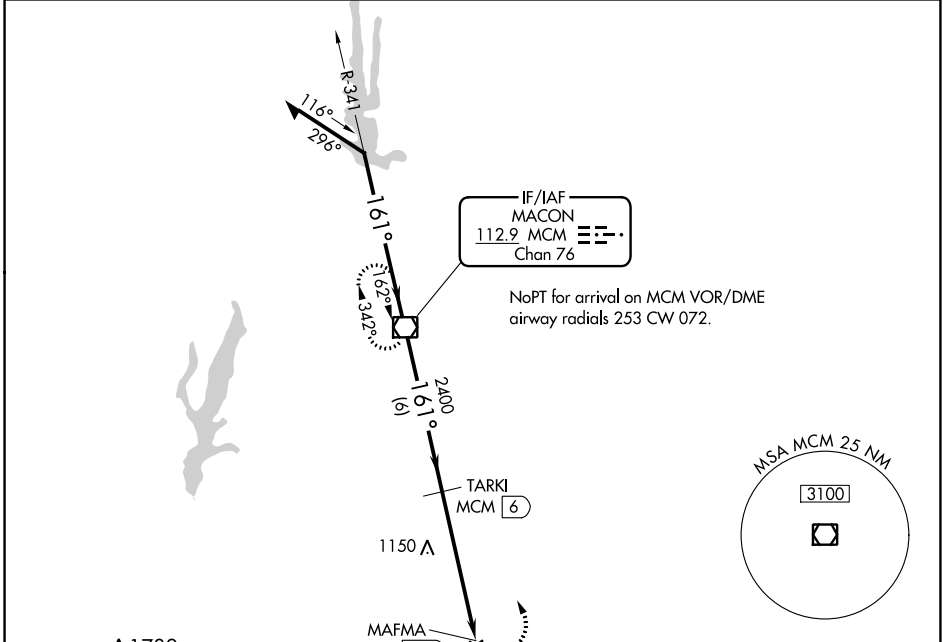 R-341
116°
296°
161°
IF/IAF
MACON
112.9 MCM
Chan 76
162°
342°
NoPT for arrival on MCM VOR/DME
airway radials 253 CW 072.
2400
161°
(6)
MSA MCM 25 NM
3100
TARKI
MCM 6
1150
MAFMA